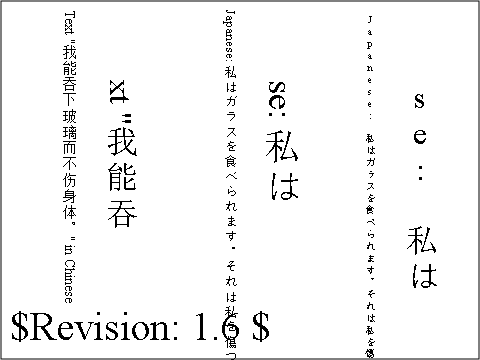 Text "我能吞下玻璃而不伤身体。" in Chinese
xt "我能吞
Japanese: 私はガラスを食べられます。それは私を傷つ
se: 私は
Japanese: 私はガラスを食べられます。それは私を傷
se: 私は
$Revision: 1.6 $